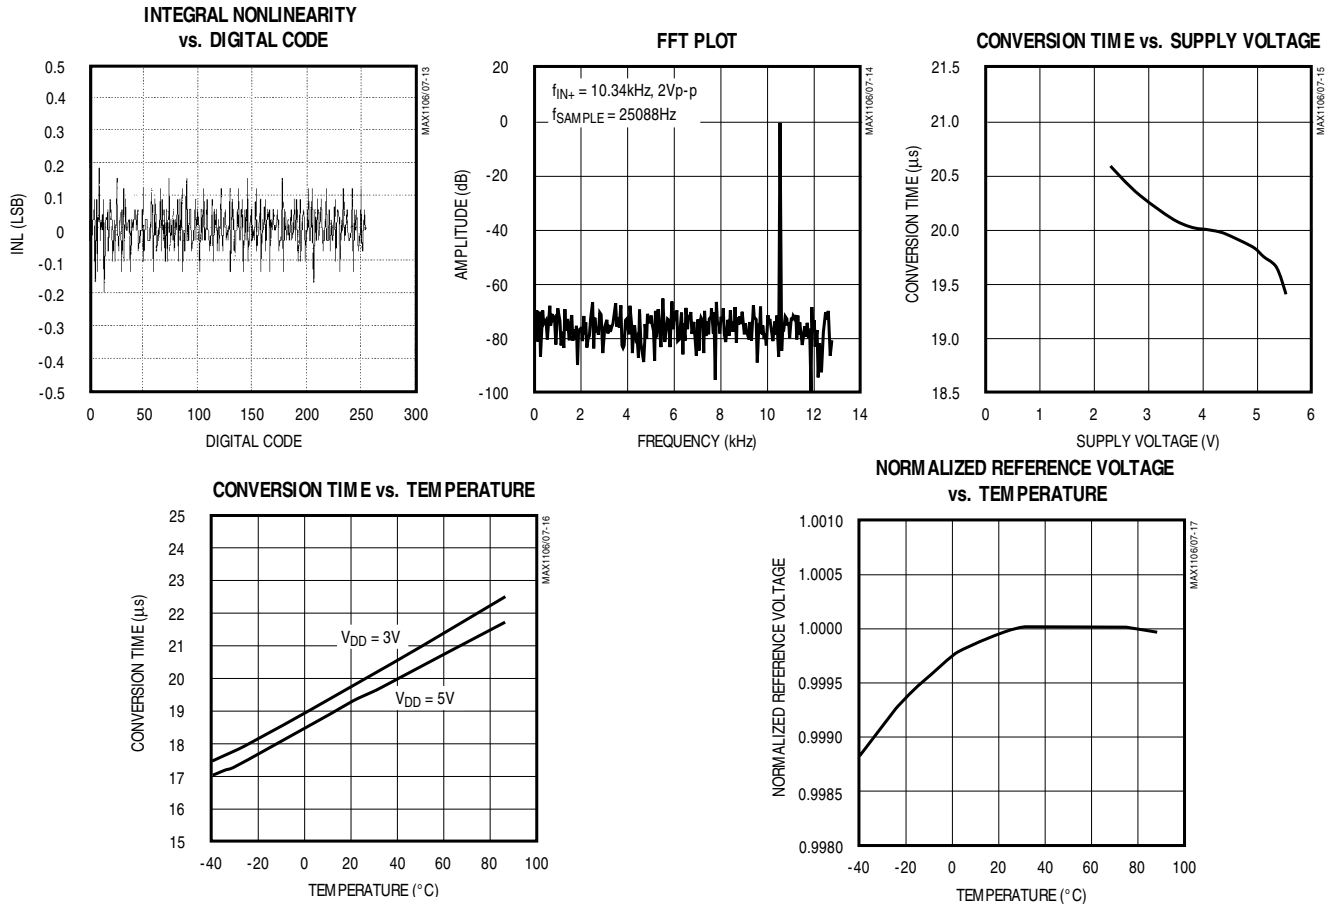 INTEGRAL NONLINEARITY
vs. DIGITAL CODE
0.5
0.4
0.3
0.2
0.1
0
-0.1
-0.2
-0.3
-0.4
-0.5
INL (LSB)
0 50 100 150 200 250 300
DIGITAL CODE
MAX1106/07-13
FFT PLOT
20
0
-20
-40
-60
-80
-100
AMPLITUDE (dB)
fIN+ = 10.34kHz, 2Vp-p
fSAMPLE = 25088Hz
0 2 4 6 8 10 12 14
FREQUENCY (kHz)
MAX1106/07-14
CONVERSION TIME vs. SUPPLY VOLTAGE
21.5
21.0
20.5
20.0
19.5
19.0
18.5
CONVERSION TIME (µs)
0 1 2 3 4 5 6
SUPPLY VOLTAGE (V)
MAX1106/07-15
CONVERSION TIME vs. TEMPERATURE
25
24
23
22
21
20
19
18
17
16
15
CONVERSION TIME (µs)
VDD = 3V
VDD = 5V
-40 -20 0 20 40 60 80 100
TEMPERATURE (°C)
MAX1106/07-16
NORMALIZED REFERENCE VOLTAGE
vs. TEMPERATURE
1.0010
1.0005
1.0000
0.9995
0.9990
0.9985
0.9980
NORMALIZED REFERENCE VOLTAGE
-40 -20 0 20 40 60 80 100
TEMPERATURE (°C)
MAX1106/07-17